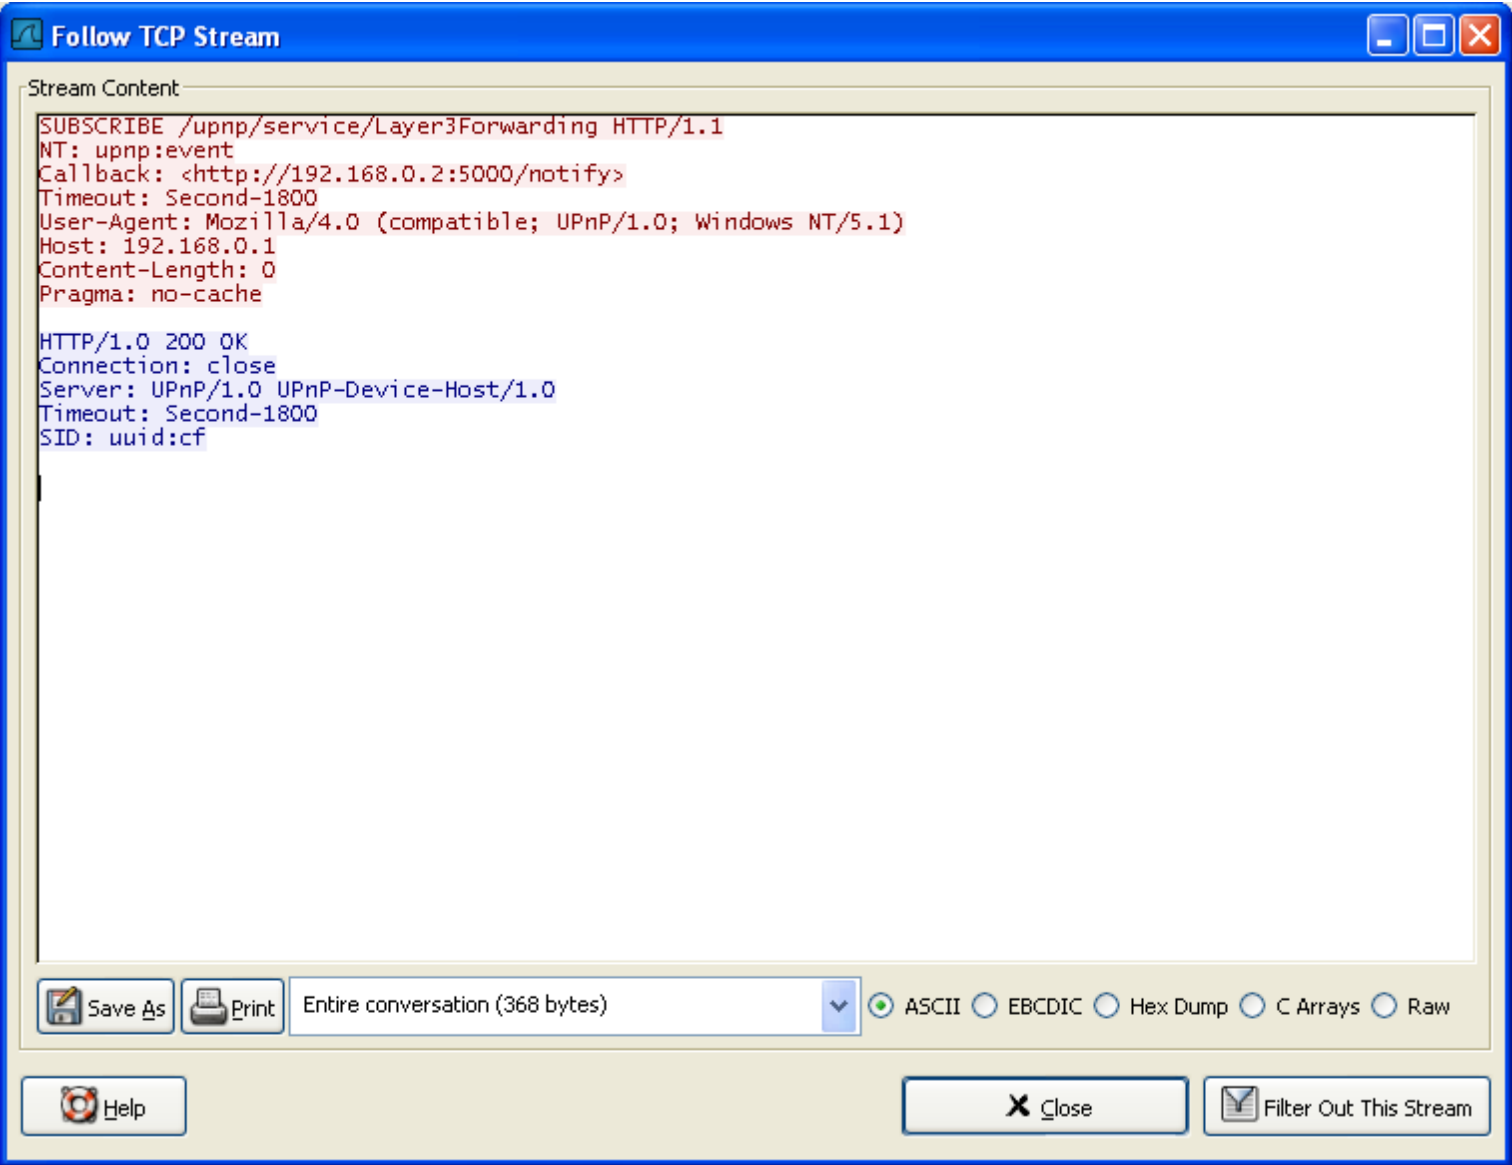 Follow TCP Stream
Stream Content
SUBSCRIBE /upnp/service/Layer3Forwarding HTTP/1.1
NT: upnp:event
Callback: <http://192.168.0.2:5000/notify>
Timeout: Second-1800
User-Agent: Mozilla/4.0 (compatible; UPnP/1.0; Windows NT/5.1)
Host: 192.168.0.1
Content-Length: 0
Pragma: no-cache
HTTP/1.0 200 OK
Connection: close
Server: UPnP/1.0 UPnP-Device-Host/1.0
Timeout: Second-1800
SID: uuid:cf
Save As Print Entire conversation (368 bytes) ASCII EBCDIC Hex Dump C Arrays Raw
Help Close Filter Out This Stream